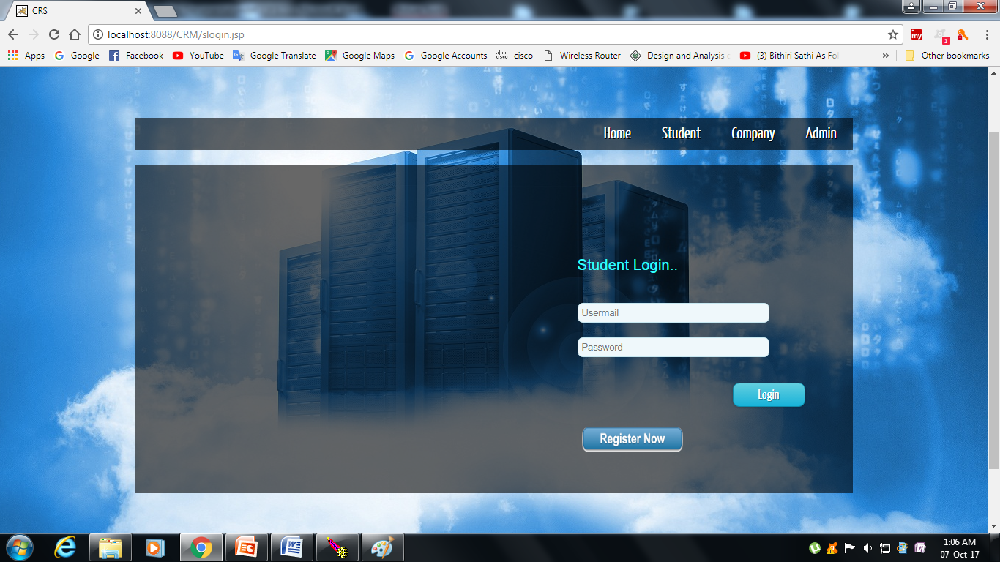 CRS
localhost:8088/CRM/slogin.jsp
my
1
Apps Google Facebook YouTube Google Translate Google Maps Google Accounts cisco Wireless Router Design and Analysis (3) Bithiri Sathi As Fo » Other bookmarks
Home Student Company Admin
Student Login..
Usermail
Password
Login
Register Now
1:06 AM
07-Oct-17